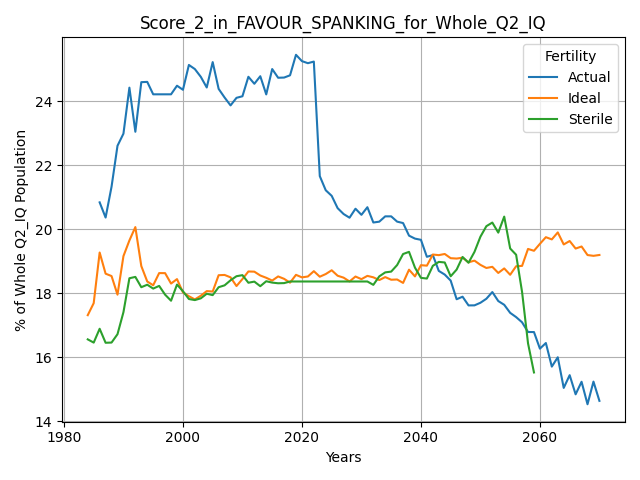 Score_2_in_FAVOUR_SPANKING_for_Whole_Q2_IQ
% of Whole Q2_IQ Population
24
22
20
18
16
14
1980
2000
2020
2040
2060
Years
Fertility
Actual
Ideal
Sterile